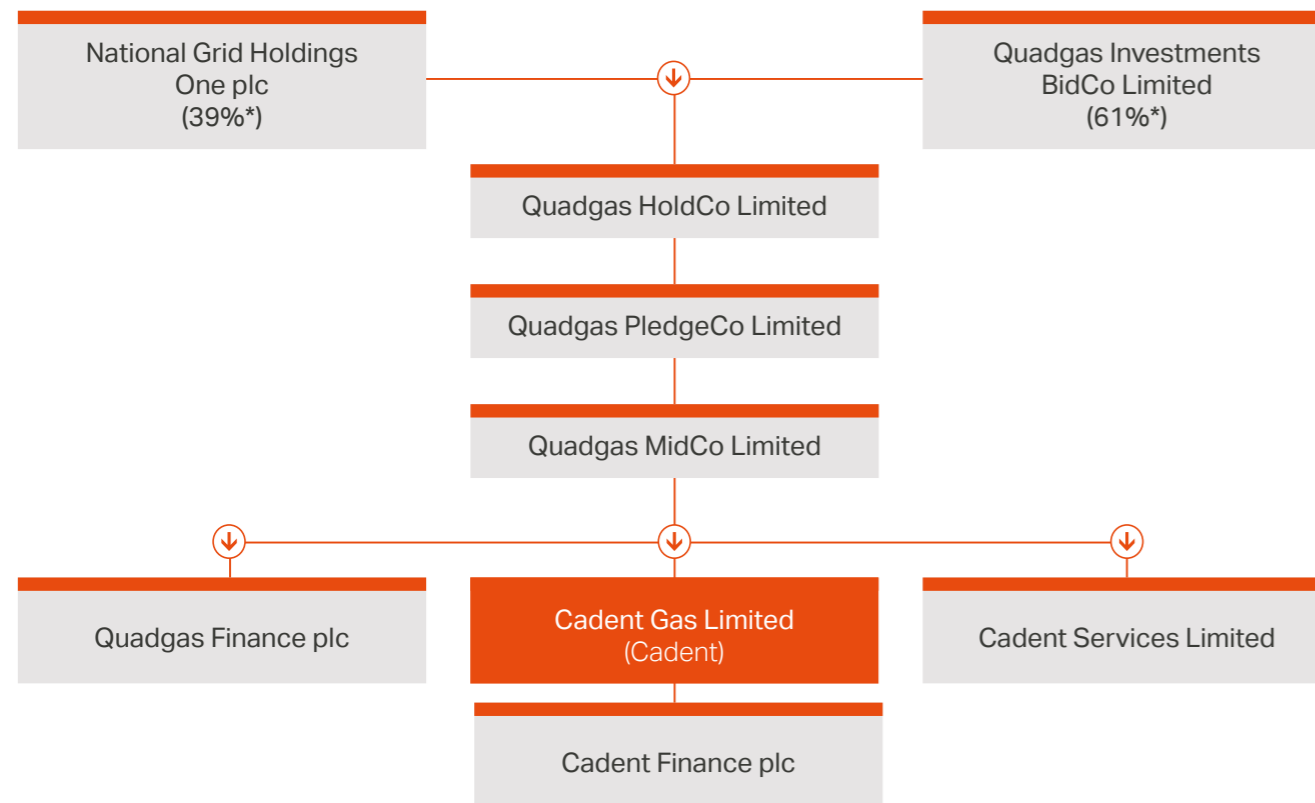 National Grid Holdings
One plc
(39%*)
Quadgas Investments
BidCo Limited
(61%*)
Quadgas HoldCo Limited
Quadgas PledgeCo Limited
Quadgas MidCo Limited
Quadgas Finance plc
Cadent Gas Limited
(Cadent)
Cadent Services Limited
Cadent Finance plc